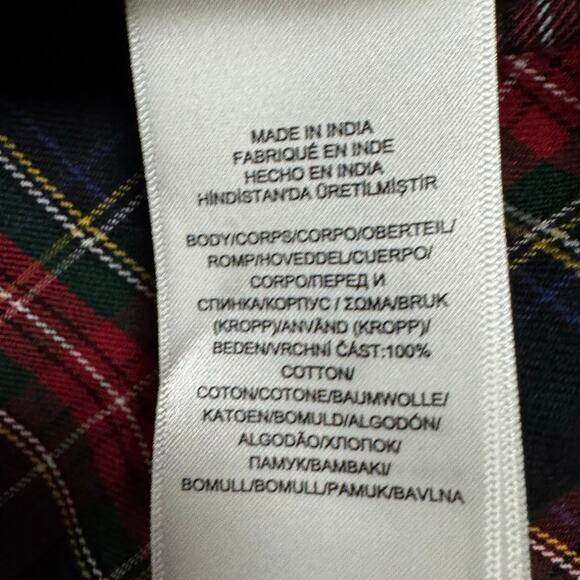 MADE IN INDIA
FABRIQUÉ EN INDE
HECHO EN INDIA
HİNDİSTAN'DA ÜRETİLMİŞTİR
BODY/CORPS/CORPO/OBERTEIL/
ROMP/HOVEDDEL/CUERPO/
CORPO/ПЕРЕД И
СПИНКА/КОРПУС / ΣΩΜΑ/BRUK
(KROPP)/ANVÄND (KROPP)/
BEDEN/VRCHNÍ ČÁST:100%
COTTON/
COTON/COTONE/BAUMWOLLE/
KATOEN/BOMULD/ALGODÓN/
ALGODÃO/ХЛОПОК/
ПАМУК/ΒΑΜΒΑΚΙ/
BOMULL/BOMULL/PAMUK/BAVLNA